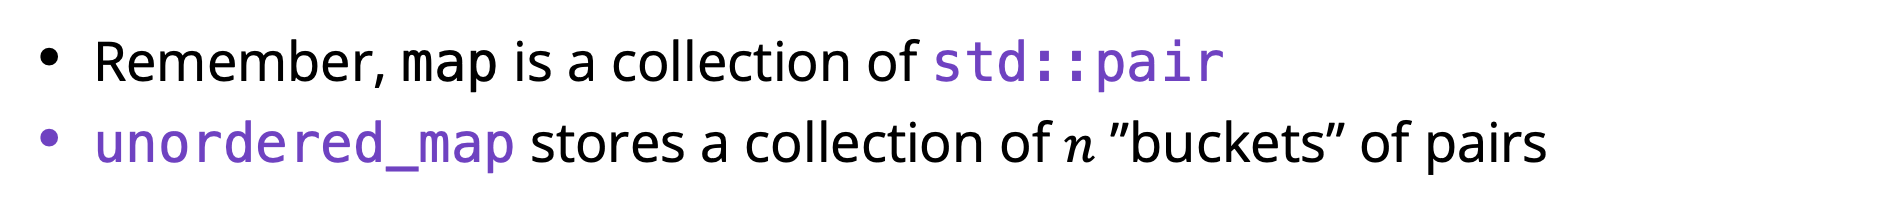 • Remember, map is a collection of std::pair
• unordered_map stores a collection of n ”buckets” of pairs